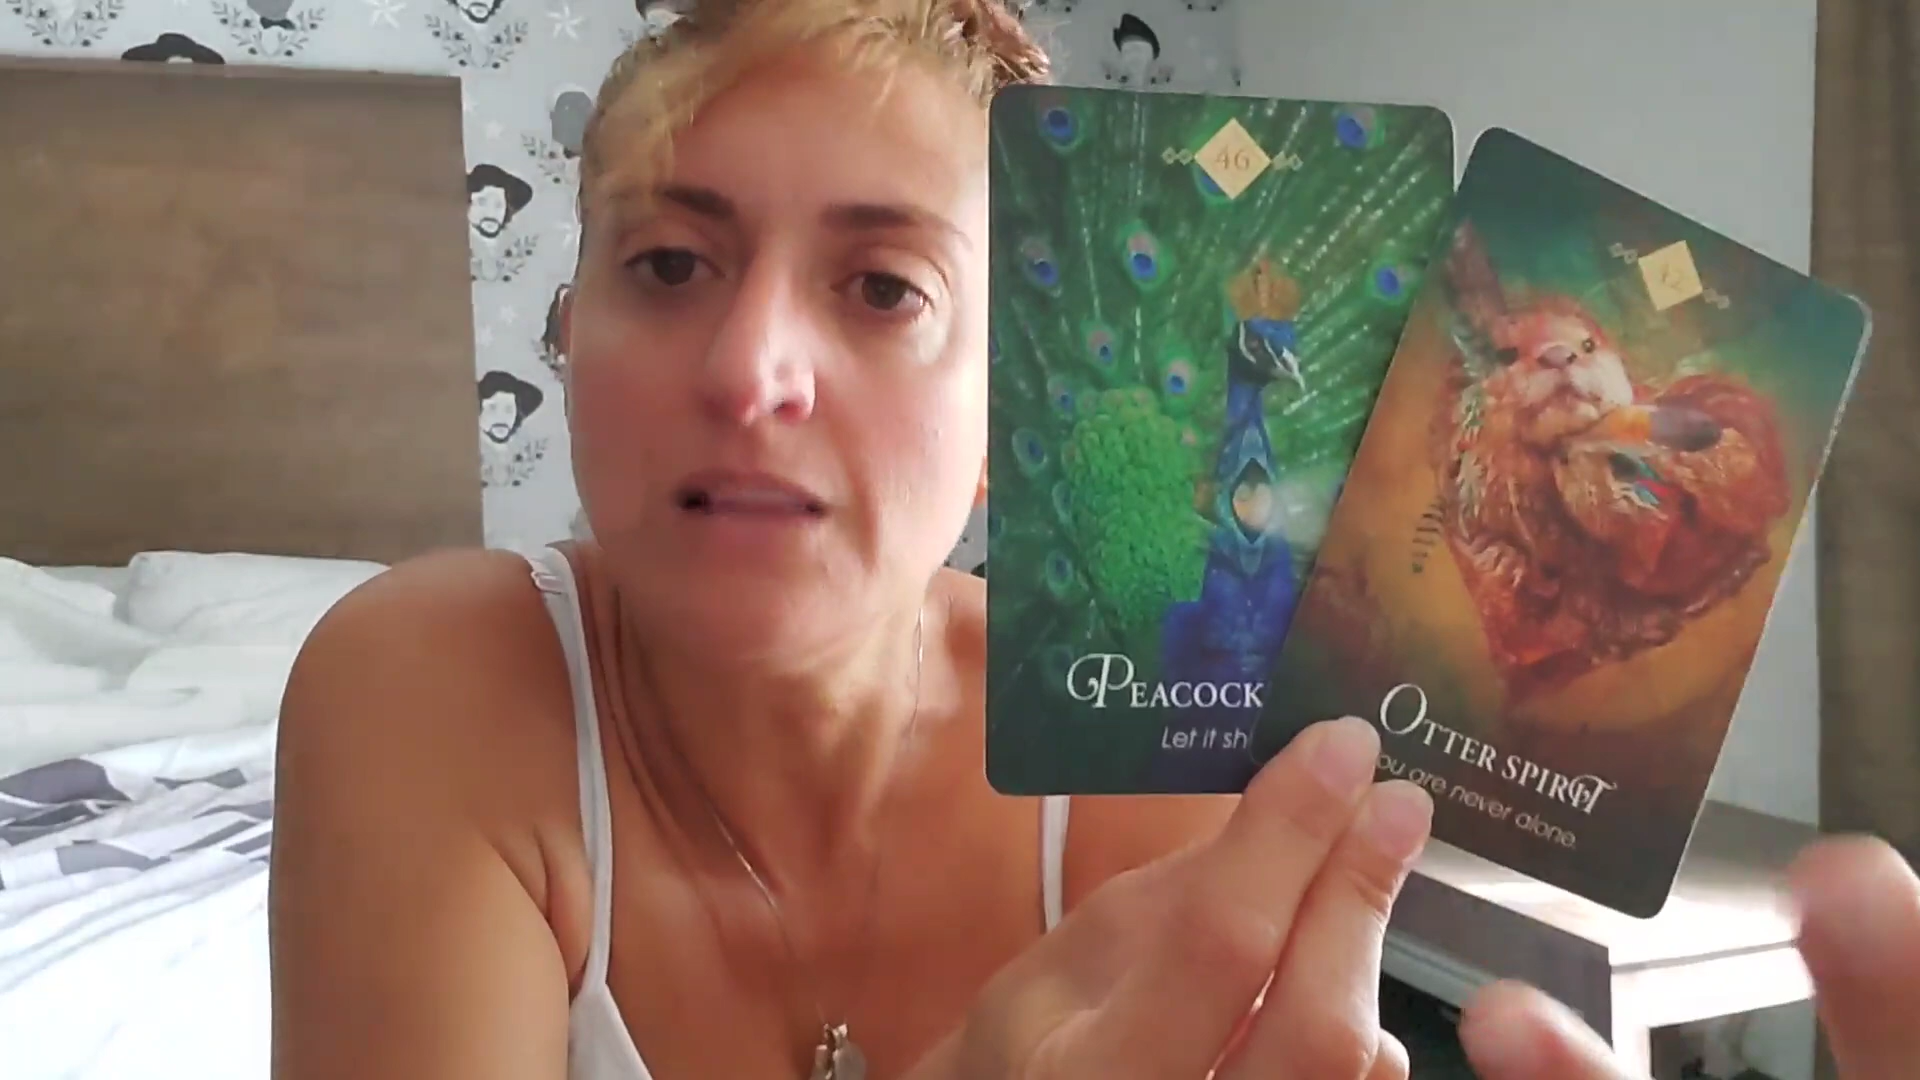 46
PEACOCK
Let it sh
OTTER SPIRIT
ou are never alone.